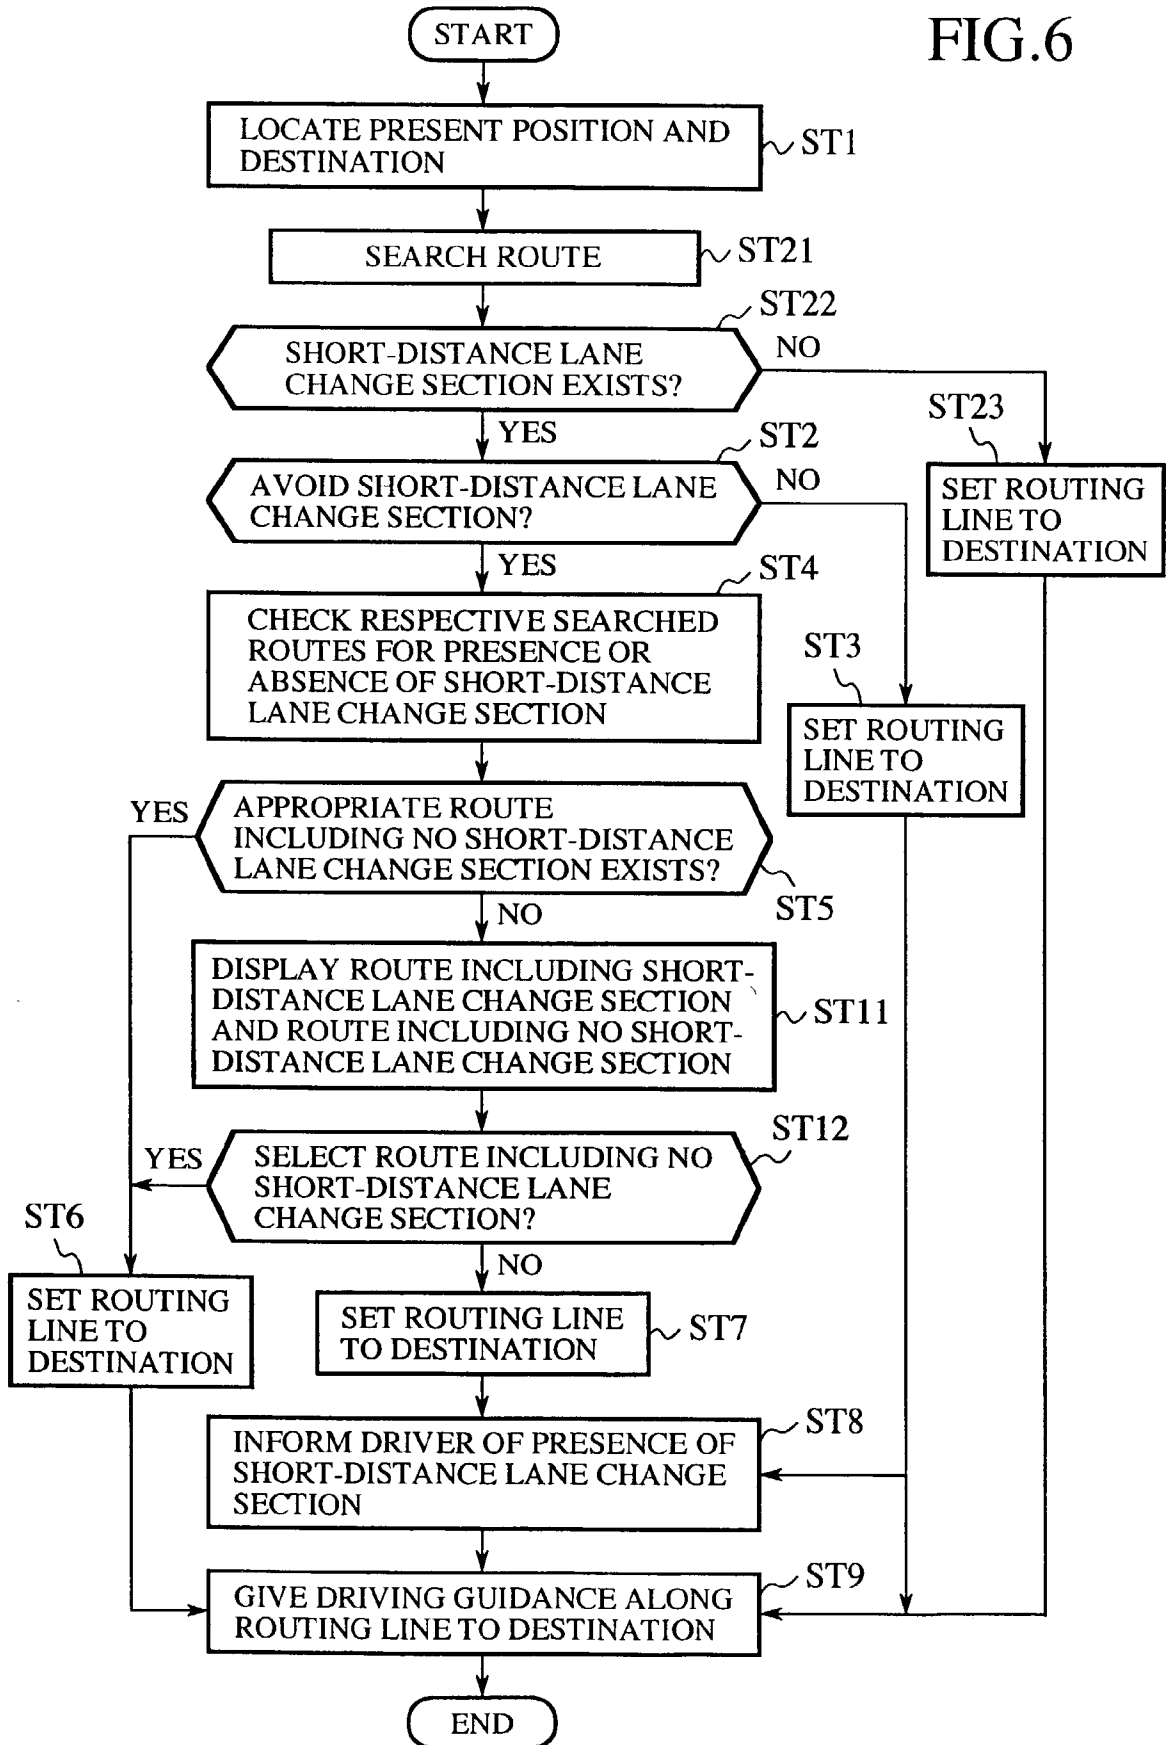 START
FIG.6
LOCATE PRESENT POSITION AND
DESTINATION
ST1
SEARCH ROUTE
ST21
ST22
SHORT-DISTANCE LANE
CHANGE SECTION EXISTS?
NO
YES
ST23
SET ROUTING
LINE TO
DESTINATION
ST2
AVOID SHORT-DISTANCE LANE
CHANGE SECTION?
NO
YES
ST4
CHECK RESPECTIVE SEARCHED
ROUTES FOR PRESENCE OR
ABSENCE OF SHORT-DISTANCE
LANE CHANGE SECTION
ST3
SET ROUTING
LINE TO
DESTINATION
YES
APPROPRIATE ROUTE
INCLUDING NO SHORT-DISTANCE
LANE CHANGE SECTION EXISTS?
ST5
NO
DISPLAY ROUTE INCLUDING SHORT-
DISTANCE LANE CHANGE SECTION
AND ROUTE INCLUDING NO SHORT-
DISTANCE LANE CHANGE SECTION
ST11
ST12
YES
SELECT ROUTE INCLUDING NO
SHORT-DISTANCE LANE
CHANGE SECTION?
NO
ST6
SET ROUTING
LINE TO
DESTINATION
SET ROUTING LINE
TO DESTINATION
ST7
ST8
INFORM DRIVER OF PRESENCE OF
SHORT-DISTANCE LANE CHANGE
SECTION
ST9
GIVE DRIVING GUIDANCE ALONG
ROUTING LINE TO DESTINATION
END